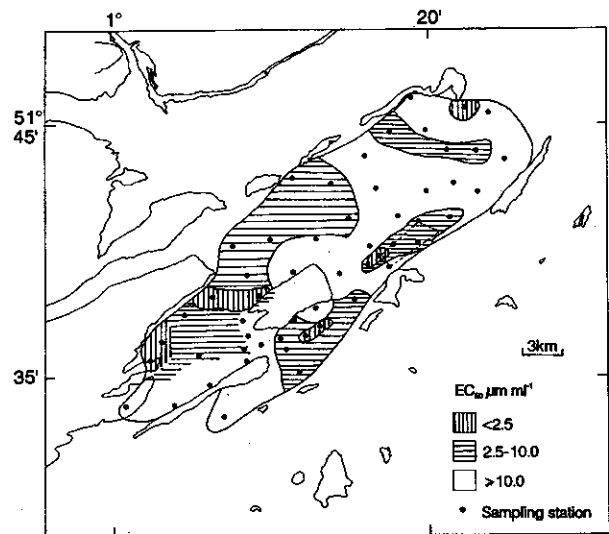 1° 20'
51°
45'
35'
3km
EC₅₀ μm ml⁻¹
<2.5
2.5-10.0
>10.0
Sampling station